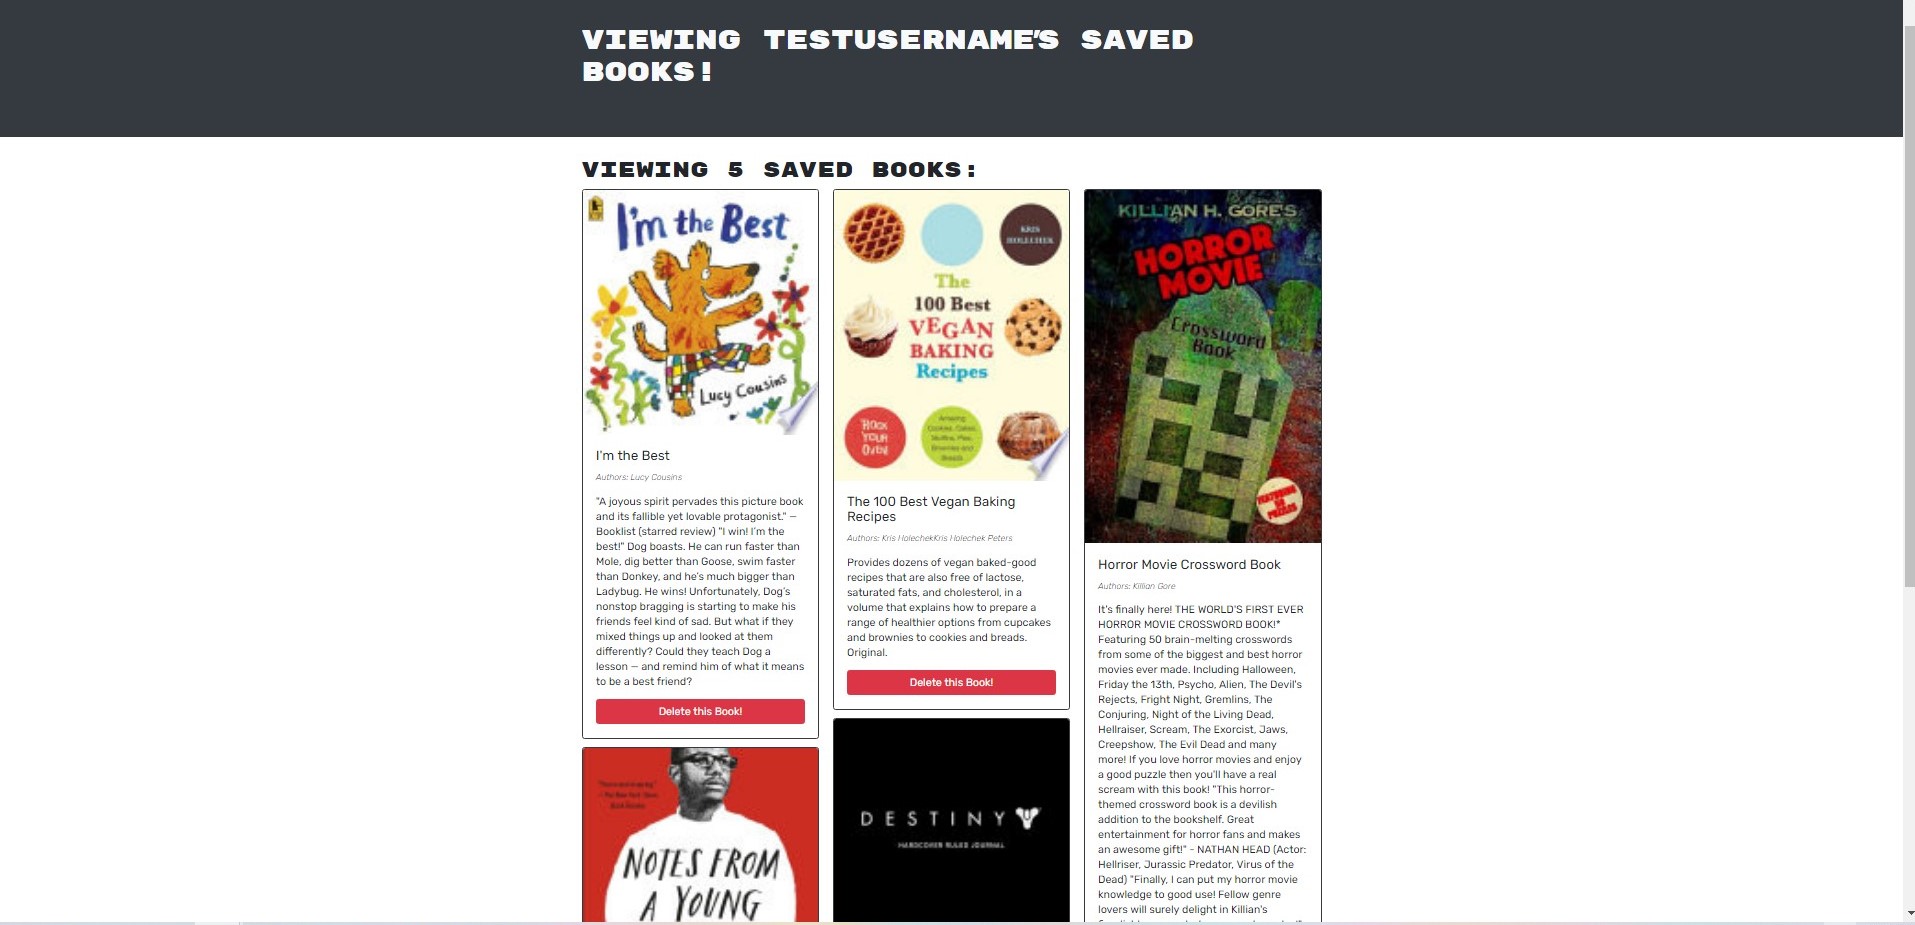 VIEWING TESTUSERNAME'S SAVED
BOOKS!
VIEWING 5 SAVED BOOKS:
I'm the Best
Lucy Cousins
I'm the Best
Authors: Lucy Cousins
"A joyous spirit pervades this picture book
and its fallible yet lovable protagonist." —
Booklist (starred review) "I win! I'm the
best!" Dog boasts. He can run faster than
Mole, dig better than Goose, swim faster
than Donkey, and he's much bigger than
Ladybug. He wins! Unfortunately, Dog's
nonstop bragging is starting to make his
friends feel kind of sad. But what if they
mixed things up and looked at them
differently? Could they teach Dog a
lesson — and remind him of what it means
to be a best friend?
Delete this Book!
NOTES FROM
A YOUNG
KRIS
HOLECHEK
The
100 Best
VEGAN
BAKING
Recipes
ROCK
YOUR
Oven!
Amazing
Cookies, Cakes,
Muffins, Pies,
Brownies and
Breads
The 100 Best Vegan Baking
Recipes
Authors: Kris HolechekKris Holechek Peters
Provides dozens of vegan baked-good
recipes that are also free of lactose,
saturated fats, and cholesterol, in a
volume that explains how to prepare a
range of healthier options from cupcakes
and brownies to cookies and breads.
Original.
Delete this Book!
DESTINY
HARDCOVER RULED JOURNAL
KILLIAN H. GORE'S
HORROR
MOVIE
Crossword
Book
FEATURING
50
PUZZLES
Horror Movie Crossword Book
Authors: Killian Gore
It's finally here! THE WORLD'S FIRST EVER
HORROR MOVIE CROSSWORD BOOK!*
Featuring 50 brain-melting crosswords
from some of the biggest and best horror
movies ever made. Including Halloween,
Friday the 13th, Psycho, Alien, The Devil's
Rejects, Fright Night, Gremlins, The
Conjuring, Night of the Living Dead,
Hellraiser, Scream, The Exorcist, Jaws,
Creepshow, The Evil Dead and many
more! If you love horror movies and enjoy
a good puzzle then you'll have a real
scream with this book! "This horror-
themed crossword book is a devilish
addition to the bookshelf. Great
entertainment for horror fans and makes
an awesome gift!" - NATHAN HEAD (Actor:
Hellriser, Jurassic Predator, Virus of the
Dead) "Finally, I can put my horror movie
knowledge to good use! Fellow genre
lovers will surely delight in Killian's